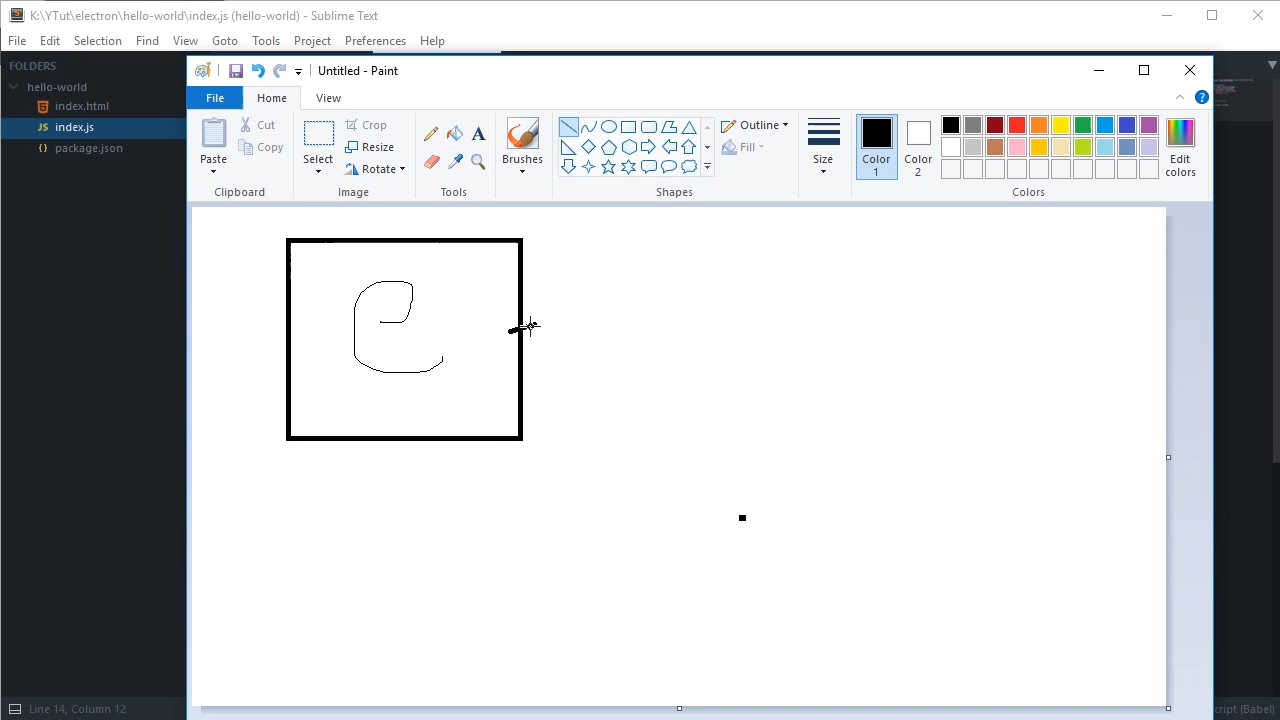 K:\YTut\electron\hello-world\index.js (hello-world) - Sublime Text
File Edit Selection Find View Goto Tools Project Preferences Help
FOLDERS
hello-world
index.html
index.js
package.json
Untitled - Paint
File Home View
Paste
Cut
Copy
Clipboard
Select
Crop
Resize
Rotate
Image
A
Tools
Brushes
Shapes
Outline
Fill
Size
Color 1
Color 2
Edit colors
Colors
e
Line 14, Column 12
cript (Babel)